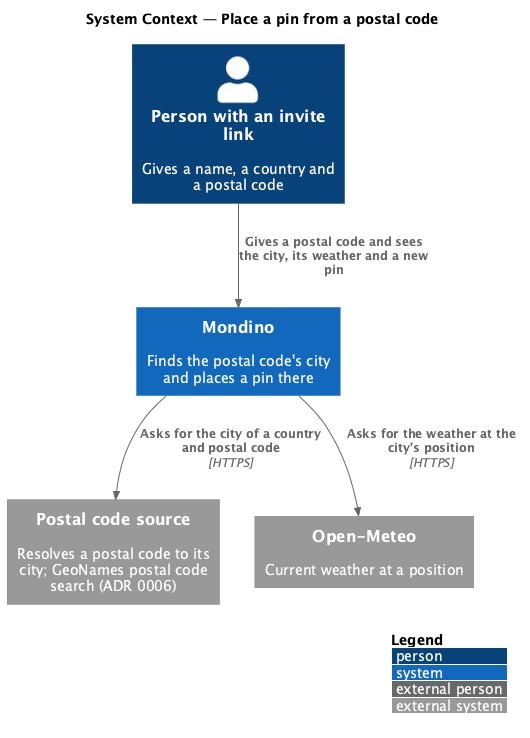 System Context — Place a pin from a postal code
Person with an invite
link
Gives a name, a country and
a postal code
Gives a postal code and sees
the city, its weather and a new
pin
Mondino
Finds the postal code's city
and places a pin there
Asks for the city of a country
and postal code
[HTTPS]
Asks for the weather at the
city's position
[HTTPS]
Postal code source
Resolves a postal code to its
city; GeoNames postal code
search (ADR 0006)
Open-Meteo
Current weather at a position
Legend
person
system
external person
external system